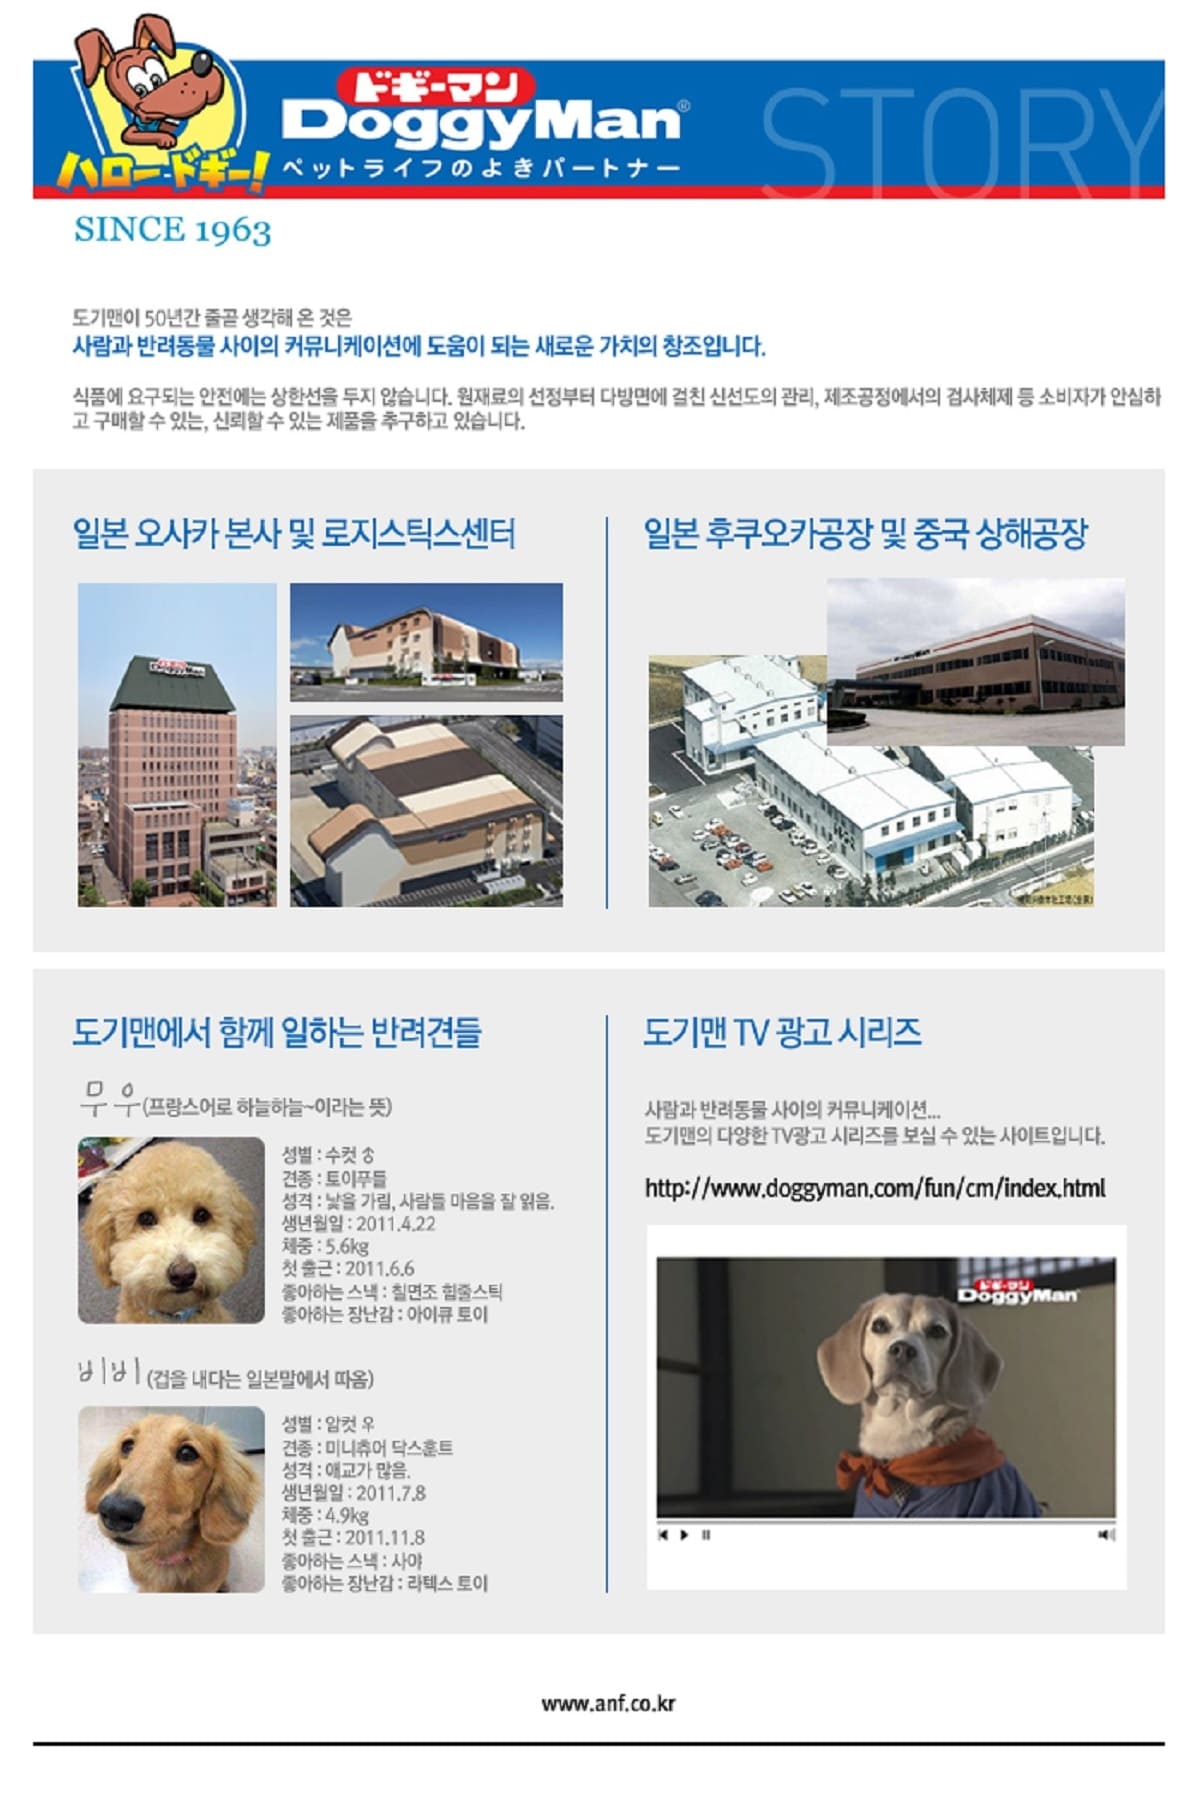 ドギーマン
DoggyMan®
ハロードギー!
ペットライフのよきパートナー
STORY
SINCE 1963
도기맨이 50년간 줄곧 생각해 온 것은
사람과 반려동물 사이의 커뮤니케이션에 도움이 되는 새로운 가치의 창조입니다.
식품에 요구되는 안전에는 상한선을 두지 않습니다. 원재료의 선정부터 다방면에 걸친 신선도의 관리, 제조공정에서의 검사체제 등 소비자가 안심하
고 구매할 수 있는, 신뢰할 수 있는 제품을 추구하고 있습니다.
일본 오사카 본사 및 로지스틱스센터
ドギーマン
DoggyMan
일본 후쿠오카공장 및 중국 상해공장
도기맨에서 함께 일하는 반려견들
무우 (프랑스어로 하늘하늘~이라는 뜻)
성별 : 수컷 ♂
견종 : 토이푸들
성격 : 낯을 가림, 사람들 마음을 잘 읽음.
생년월일 : 2011.4.22
체중 : 5.6kg
첫 출근 : 2011.6.6
좋아하는 스낵 : 칠면조 힘줄스틱
좋아하는 장난감 : 아이큐 토이
비비 (겁을 내다는 일본말에서 따옴)
성별 : 암컷 우
견종 : 미니츄어 닥스훈트
성격 : 애교가 많음.
생년월일 : 2011.7.8
체중 : 4.9kg
첫 출근 : 2011.11.8
좋아하는 스낵 : 사야
좋아하는 장난감 : 라텍스 토이
도기맨 TV 광고 시리즈
사람과 반려동물 사이의 커뮤니케이션...
도기맨의 다양한 TV광고 시리즈를 보실 수 있는 사이트입니다.
http://www.doggyman.com/fun/cm/index.html
ドギーマン
DoggyMan
www.anf.co.kr